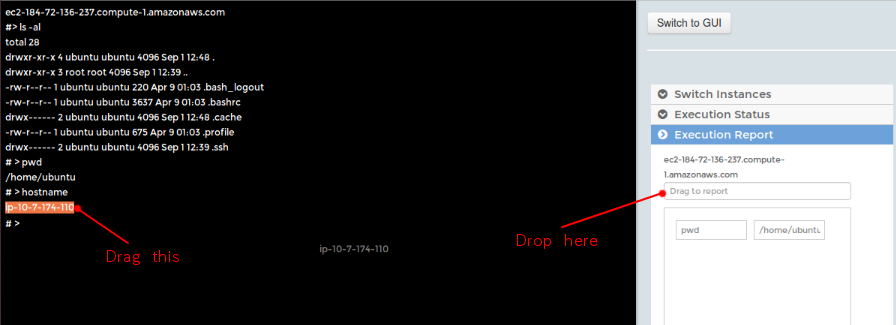 ec2-184-72-136-237.compute-1.amazonaws.com
#> ls -al
total 28
drwxr-xr-x 4 ubuntu ubuntu 4096 Sep 1 12:48 .
drwxr-xr-x 3 root root 4096 Sep 1 12:39 ..
-rw-r--r-- 1 ubuntu ubuntu 220 Apr 9 01:03 .bash_logout
-rw-r--r-- 1 ubuntu ubuntu 3637 Apr 9 01:03 .bashrc
drwx------ 2 ubuntu ubuntu 4096 Sep 1 12:48 .cache
-rw-r--r-- 1 ubuntu ubuntu 675 Apr 9 01:03 .profile
drwx------ 2 ubuntu ubuntu 4096 Sep 1 12:39 .ssh
# > pwd
/home/ubuntu
# > hostname
ip-10-7-174-110
# >
Drag this
ip-10-7-174-110
Drop here
Switch to GUI
Switch Instances
Execution Status
Execution Report
ec2-184-72-136-237.compute-
1.amazonaws.com
Drag to report
pwd
/home/ubuntu